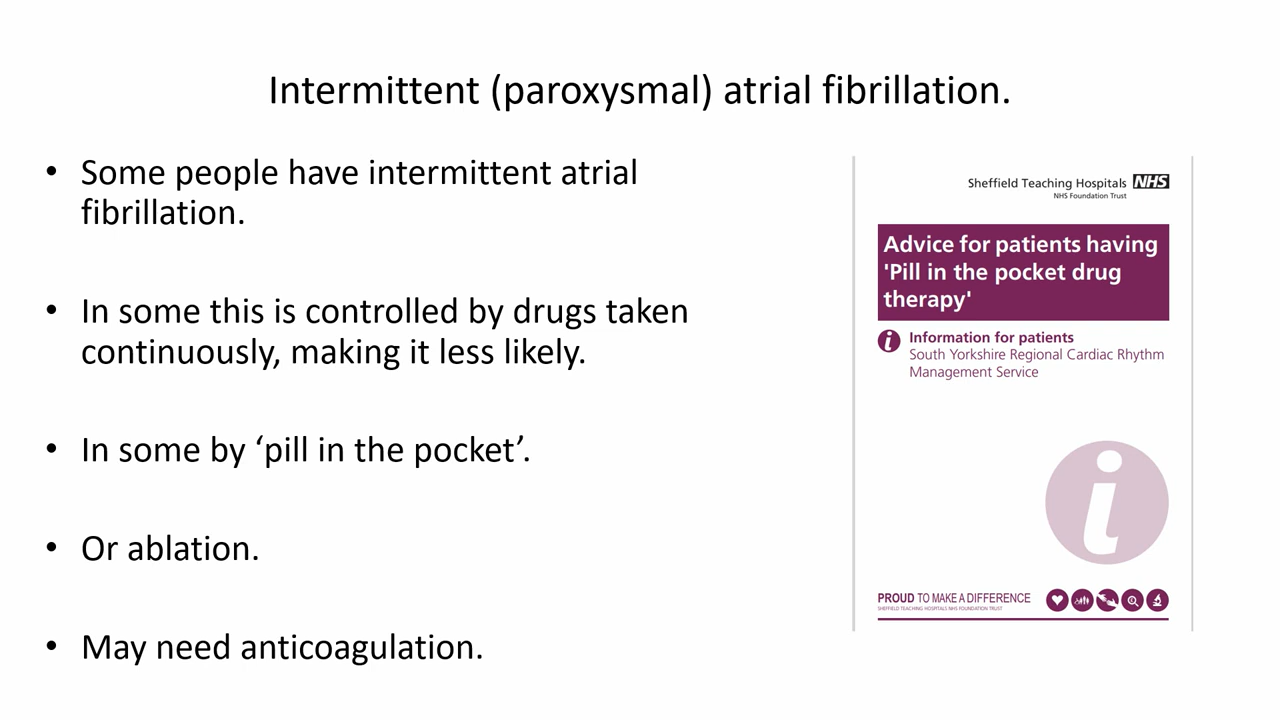 Intermittent (paroxysmal) atrial fibrillation.
• Some people have intermittent atrial
fibrillation.
• In some this is controlled by drugs taken
continuously, making it less likely.
• In some by ‘pill in the pocket’.
• Or ablation.
• May need anticoagulation.
Sheffield Teaching Hospitals NHS
NHS Foundation Trust
Advice for patients having
'Pill in the pocket drug
therapy'
i Information for patients
South Yorkshire Regional Cardiac Rhythm
Management Service
i
PROUD TO MAKE A DIFFERENCE
SHEFFIELD TEACHING HOSPITALS NHS FOUNDATION TRUST